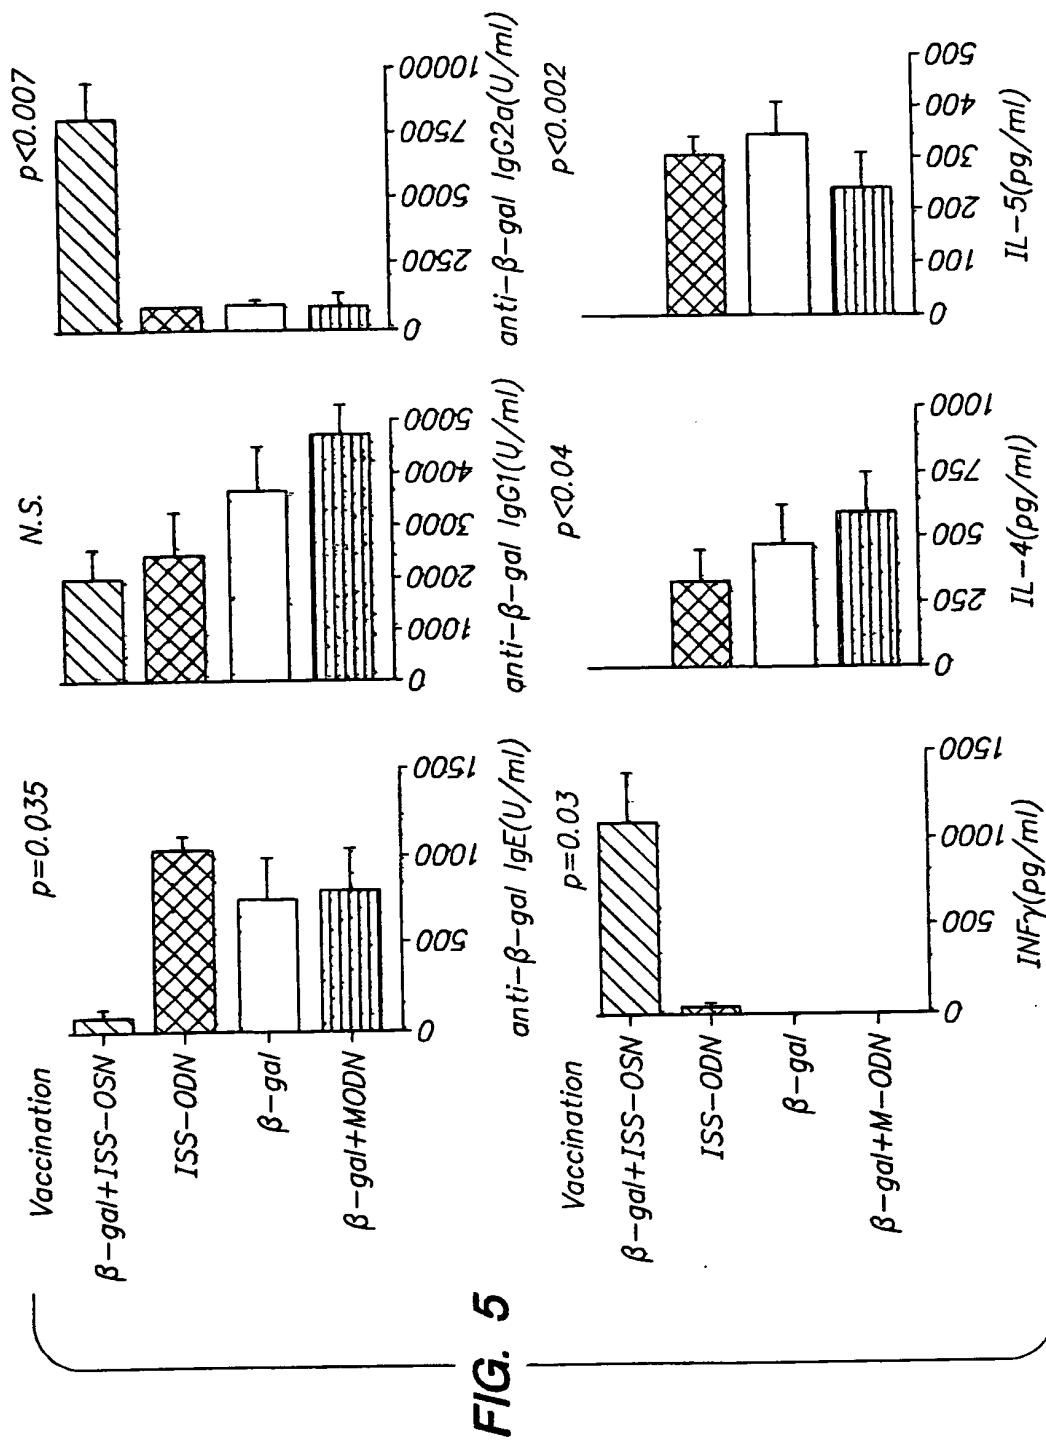 FIG. 5
Vaccination
p=0.035
N.S.
p<0.007
β-gal+ISS-OSN
ISS-ODN
β-gal
β-gal+MODN
0 500 1000 1500
0 1000 2000 3000 4000 5000
0 2500 5000 7500 10000
anti-β-gal IgE(U/ml)
anti-β-gal IgG1(U/ml)
anti-β-gal IgG2a(U/ml)
Vaccination
p=0.03
p<0.04
p<0.002
β-gal+ISS-OSN
ISS-ODN
β-gal
β-gal+M-ODN
0 500 1000 1500
0 250 500 750 1000
0 100 200 300 400 500
INFγ(pg/ml)
IL-4(pg/ml)
IL-5(pg/ml)